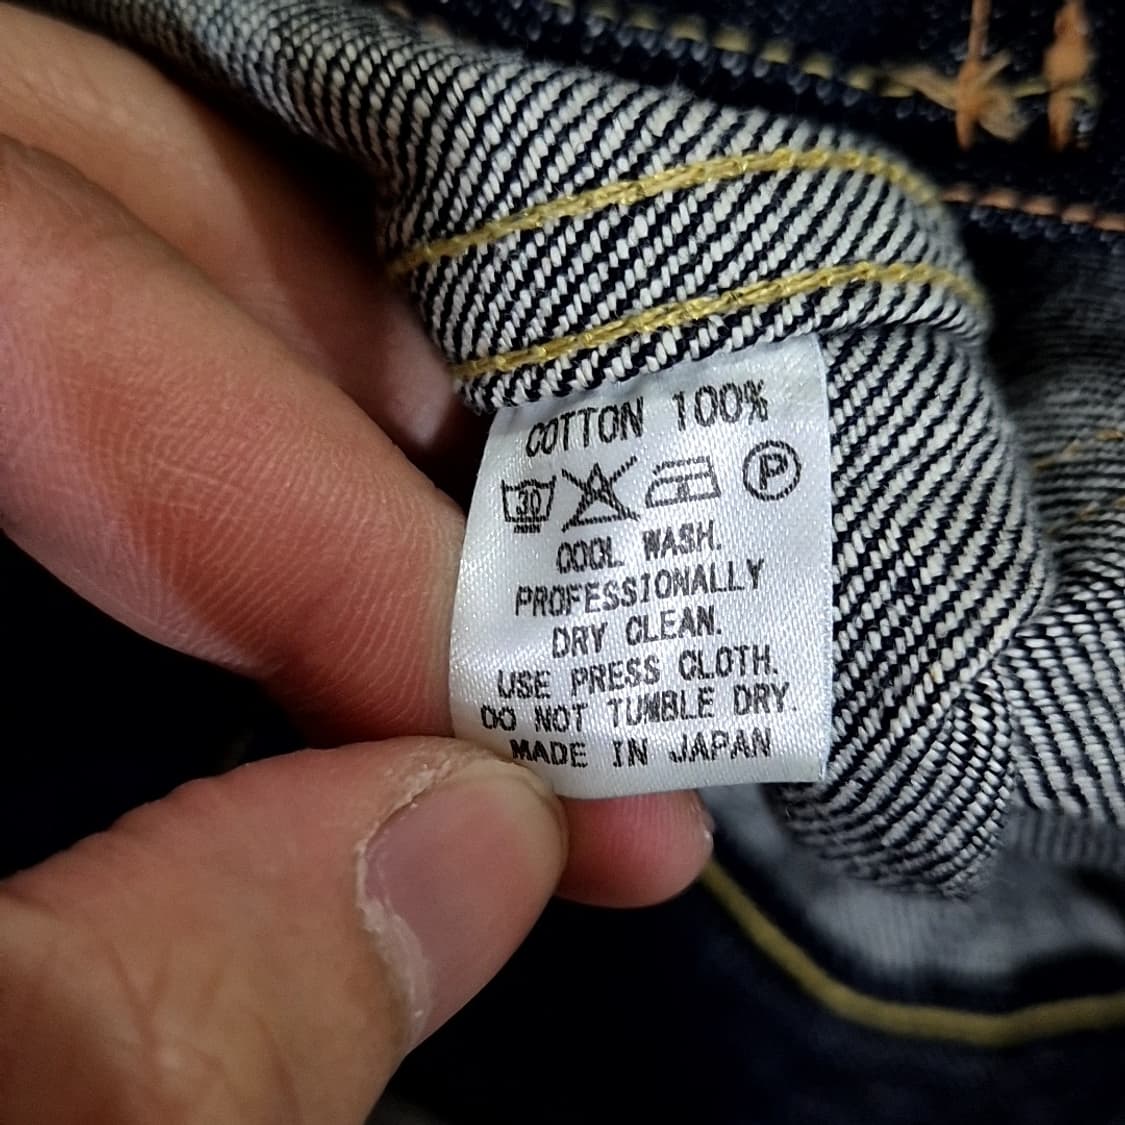 COTTON 100%
30 P
COOL WASH.
PROFESSIONALLY
DRY CLEAN.
USE PRESS CLOTH.
DO NOT TUMBLE DRY.
MADE IN JAPAN